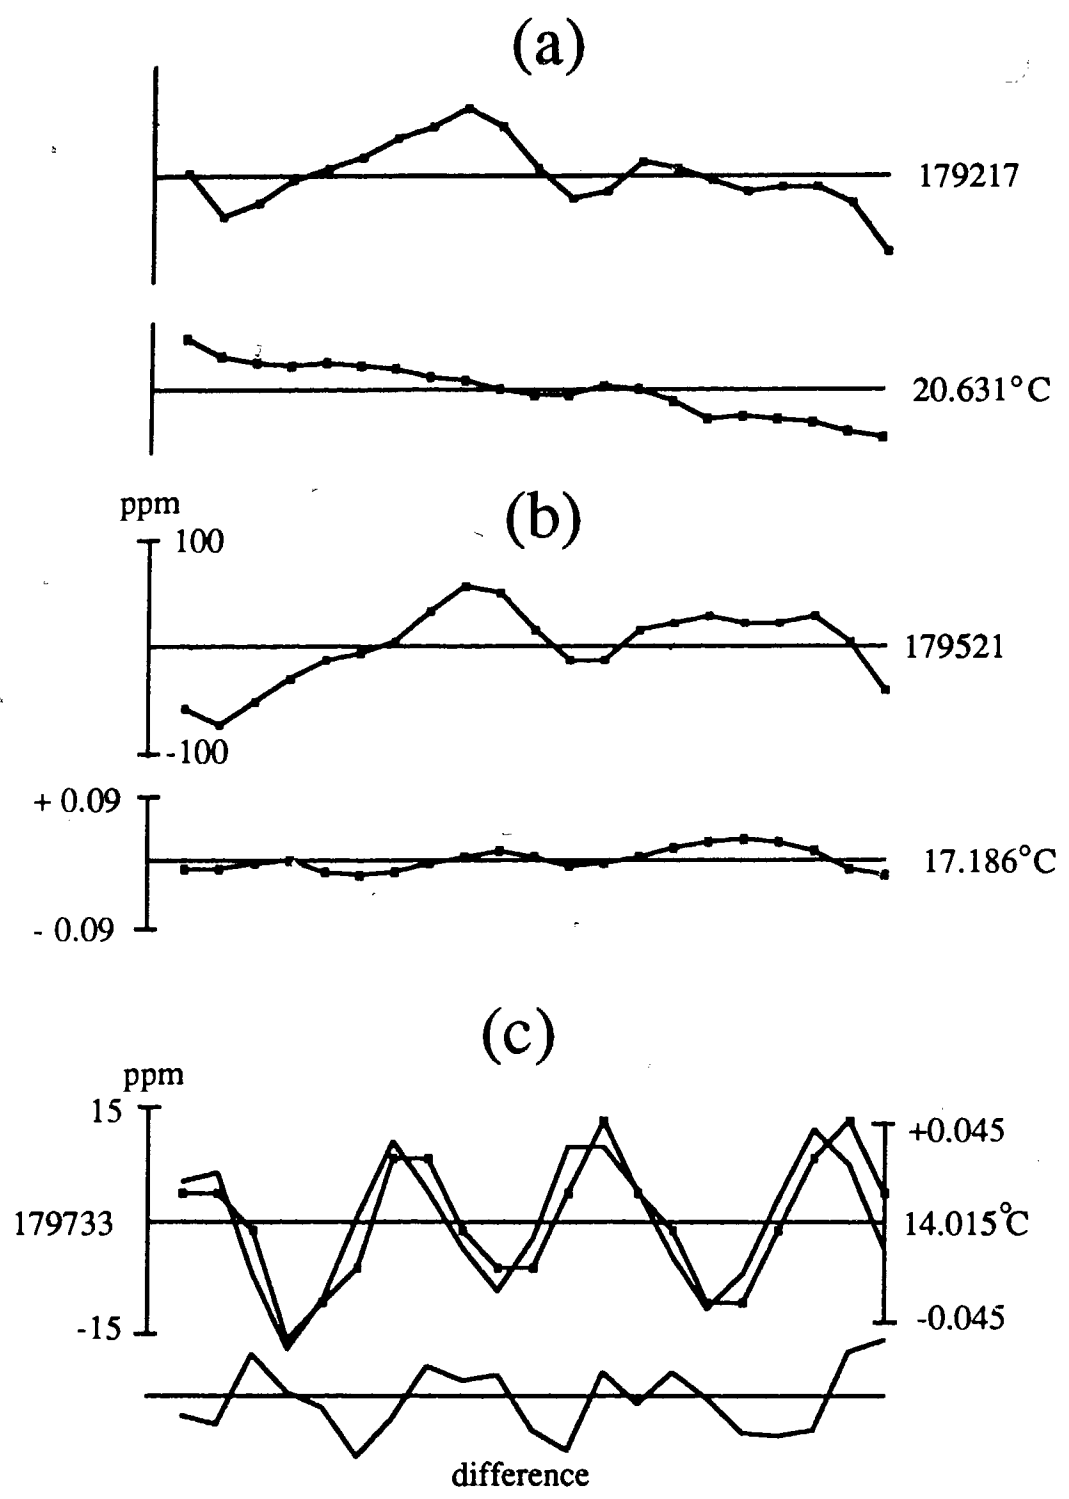 (a)
179217
20.631°C
ppm
(b)
100
179521
-100
+ 0.09
17.186°C
- 0.09
(c)
ppm
15
+0.045
179733
14.015°C
-15
-0.045
difference